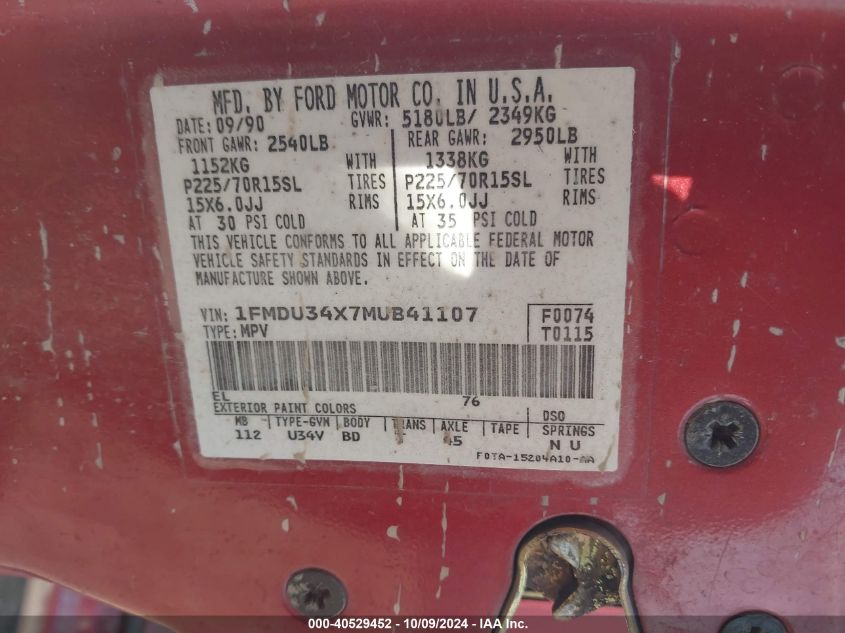 MFD. BY FORD MOTOR CO. IN U.S.A.
DATE: 09/90 GVWR: 5180LB/ 2349KG
FRONT GAWR: 2540LB REAR GAWR: 2950LB
1152KG WITH 1338KG WITH
P225/70R15SL TIRES P225/70R15SL TIRES
15X6.0JJ RIMS 15X6.0JJ RIMS
AT 30 PSI COLD AT 35 PSI COLD
THIS VEHICLE CONFORMS TO ALL APPLICABLE FEDERAL MOTOR
VEHICLE SAFETY STANDARDS IN EFFECT ON THE DATE OF
MANUFACTURE SHOWN ABOVE.
VIN: 1FMDU34X7MUB41107 F0074
TYPE: MPV T0115
EL 76
EXTERIOR PAINT COLORS DSO
WB TYPE-GVW BODY TRANS AXLE TAPE SPRINGS
112 U34V BD 45 N U
F0TA-15204A10-AA
000-40529452 - 10/09/2024 - IAA Inc.